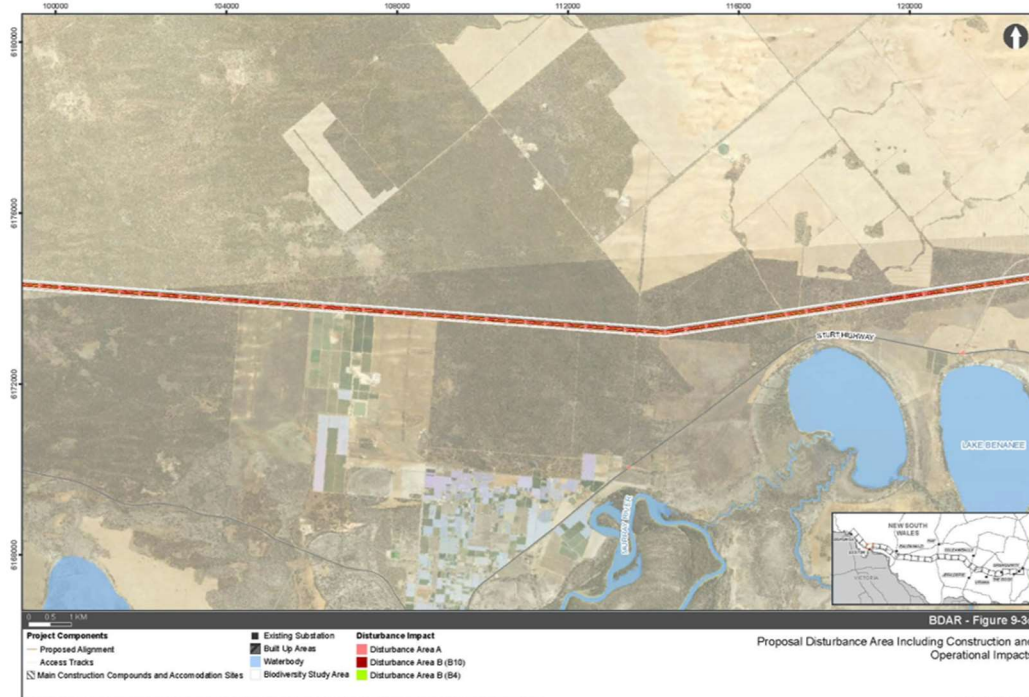 100000 104000 108000 112000 116000 120000
6180000
6176000
6172000
6168000
STURT HIGHWAY
LAKE BENANEE
MURRAY RIVER
NEW SOUTH
WALES
VICTORIA
0 0.5 1 KM
BDAR - Figure 9-3
Project Components
Proposed Alignment
Access Tracks
Main Construction Compounds and Accomodation Sites
Existing Substation
Built Up Areas
Waterbody
Biodiversity Study Area
Disturbance Impact
Disturbance Area A
Disturbance Area B (B10)
Disturbance Area B (B4)
Proposal Disturbance Area Including Construction and
Operational Impacts